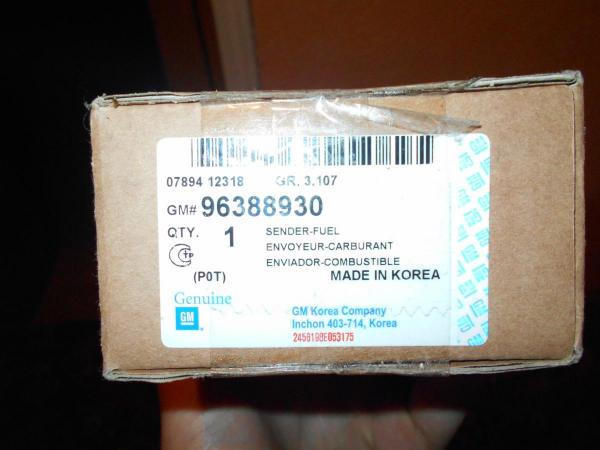 07894 12318 GR. 3.107
GM# 96388930
QTY. 1 SENDER-FUEL
ENVOYEUR-CARBURANT
ENVIADOR-COMBUSTIBLE
(P0T) MADE IN KOREA
Genuine
GM
GM Korea Company
Inchon 403-714, Korea